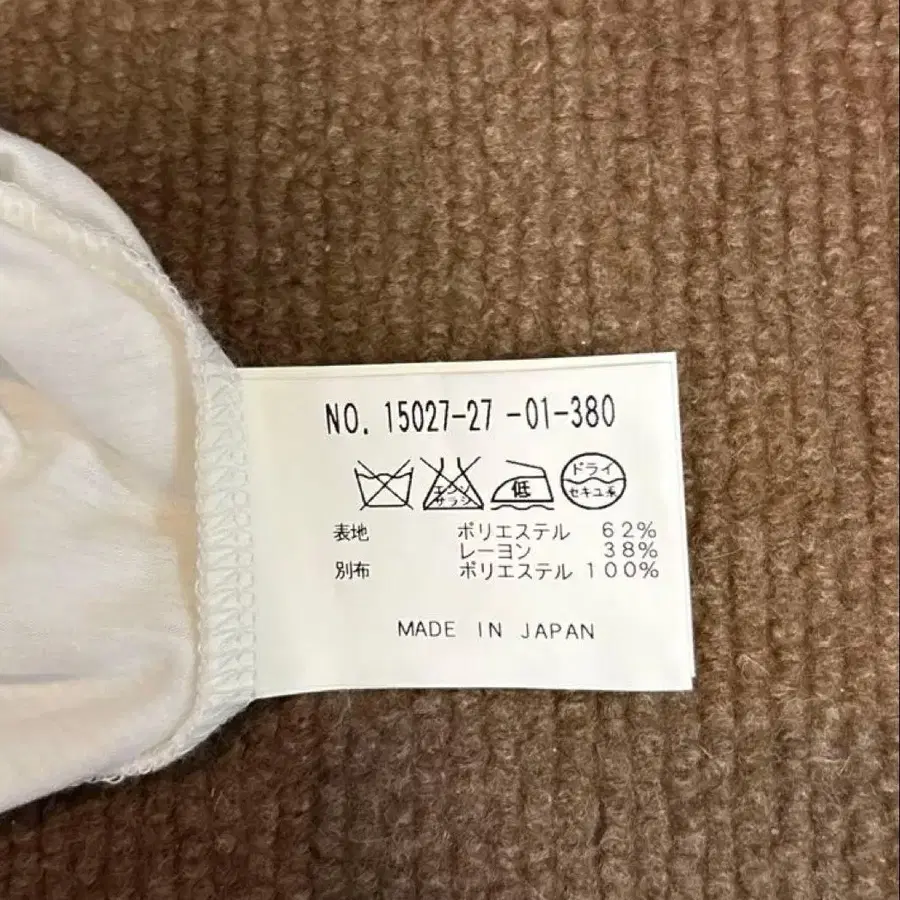 NO. 15027-27 -01-380
エンソ サラシ 低 ドライ セキユ系
表地 ポリエステル 62%
レーヨン 38%
別布 ポリエステル 100%
MADE IN JAPAN